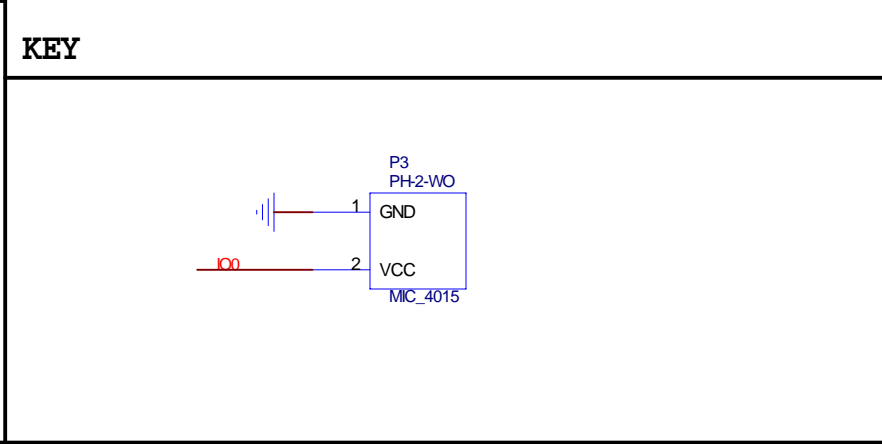 KEY
P3
PH-2-WO
1 GND
IO0 2 VCC
MIC_4015